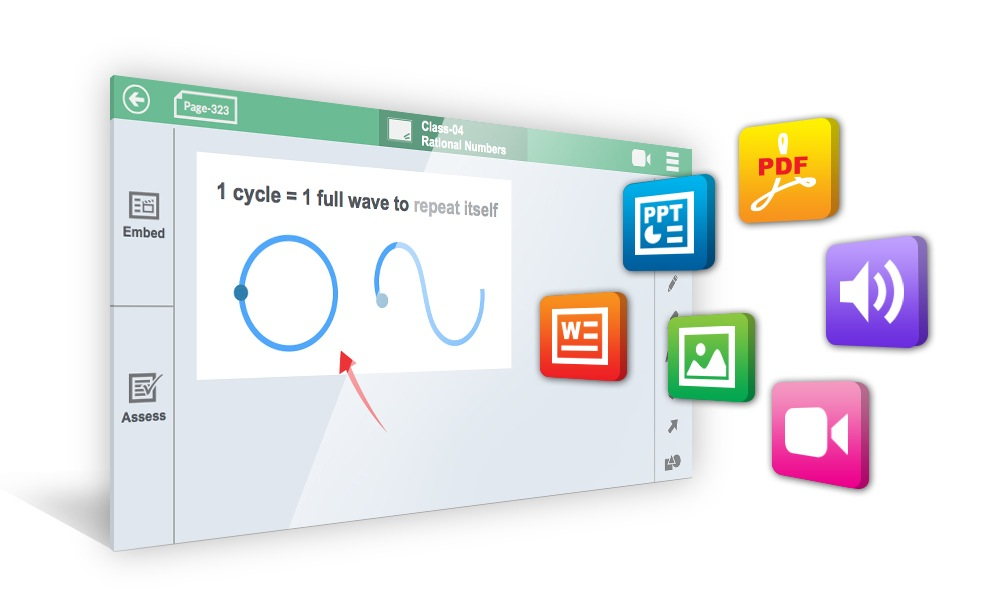 Page-323
Class-04
Rational Numbers
Embed
Assess
1 cycle = 1 full wave to repeat itself
PDF
PPT
W